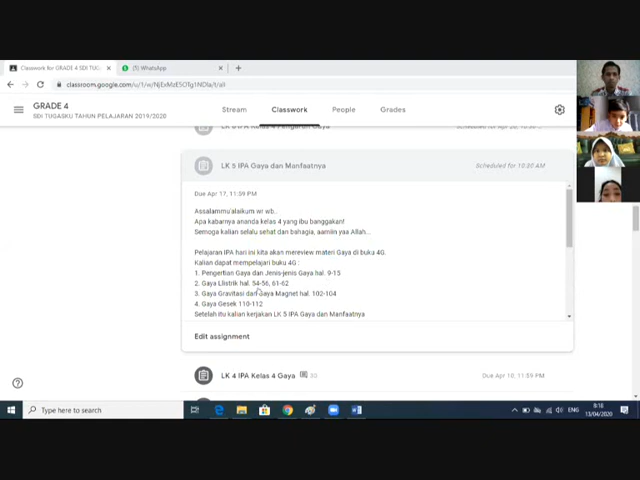 Classwork for GRADE 4 SDI TUG
WhatsApp
classroom.google.com/u/1/w/
GRADE 4
SDI TUGASKU TAHUN PELAJARAN 2019/2020
Stream
Classwork
People
Grades
LK 5 IPA Gaya dan Manfaatnya
Scheduled for 10:30 AM
Due Apr 17, 11:59 PM
Assalammu'alaikum wr wb..
Apa kabarnya ananda kelas 4 yang ibu banggakan!
Semoga kalian selalu sehat dan bahagia, aamiin yaa Allah...
Pelajaran IPA hari ini kita akan mereview materi Gaya di buku 4G.
Kalian dapat mempelajari buku 4G :
1. Pengertian Gaya dan Jenis-jenis Gaya hal. 9-15
2. Gaya Llistrik hal. 54-56, 61-62
3. Gaya Gravitasi dan Gaya Magnet hal. 102-104
4. Gaya Gesek 110-112
Setelah itu kalian kerjakan LK 5 IPA Gaya dan Manfaatnya
Edit assignment
LK 4 IPA Kelas 4 Gaya
30
Due Apr 10, 11:59 PM
Type here to search
ENG
13/04/2020